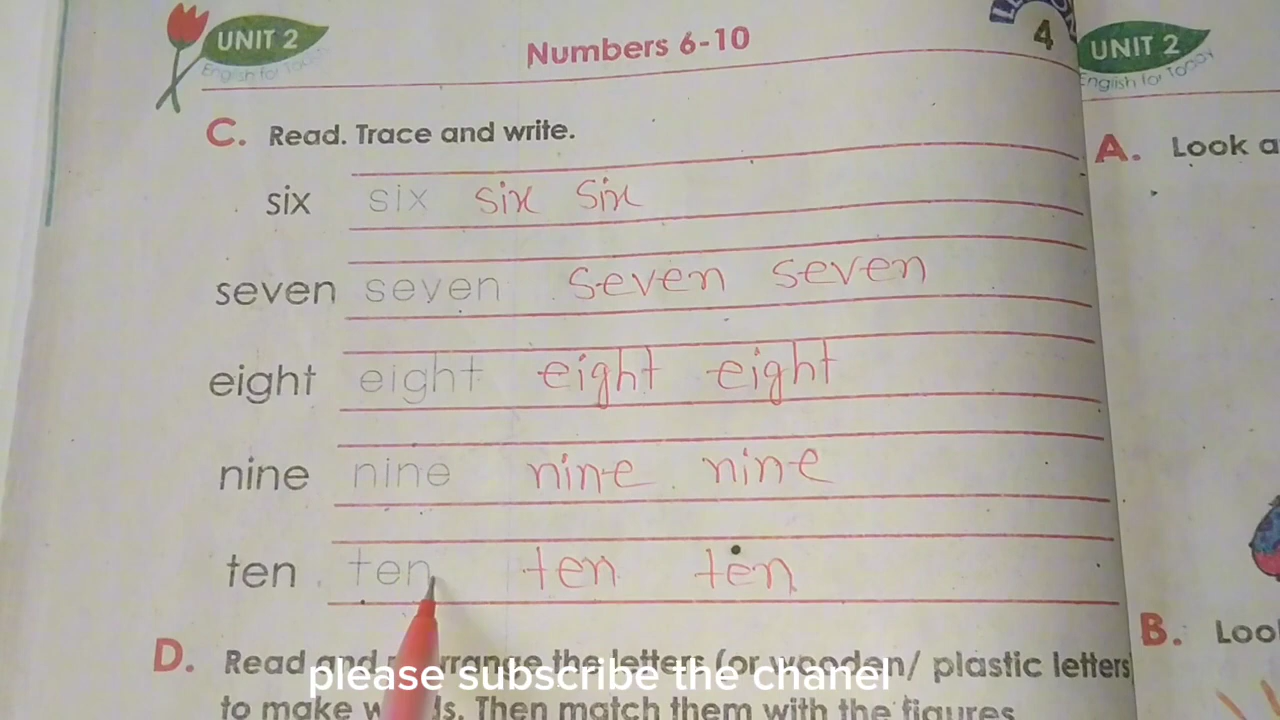 UNIT 2
English for Today
Numbers 6-10
4
C. Read. Trace and write.
six six six six
seven seven seven seven
eight eight eight eight
nine nine nine nine
ten ten ten ten
D. Read and the letters (or wooden/ plastic letters
to make Then match them with the figures
please subscribe the chanel
UNIT 2
English for Today
A. Look a
B. Loo